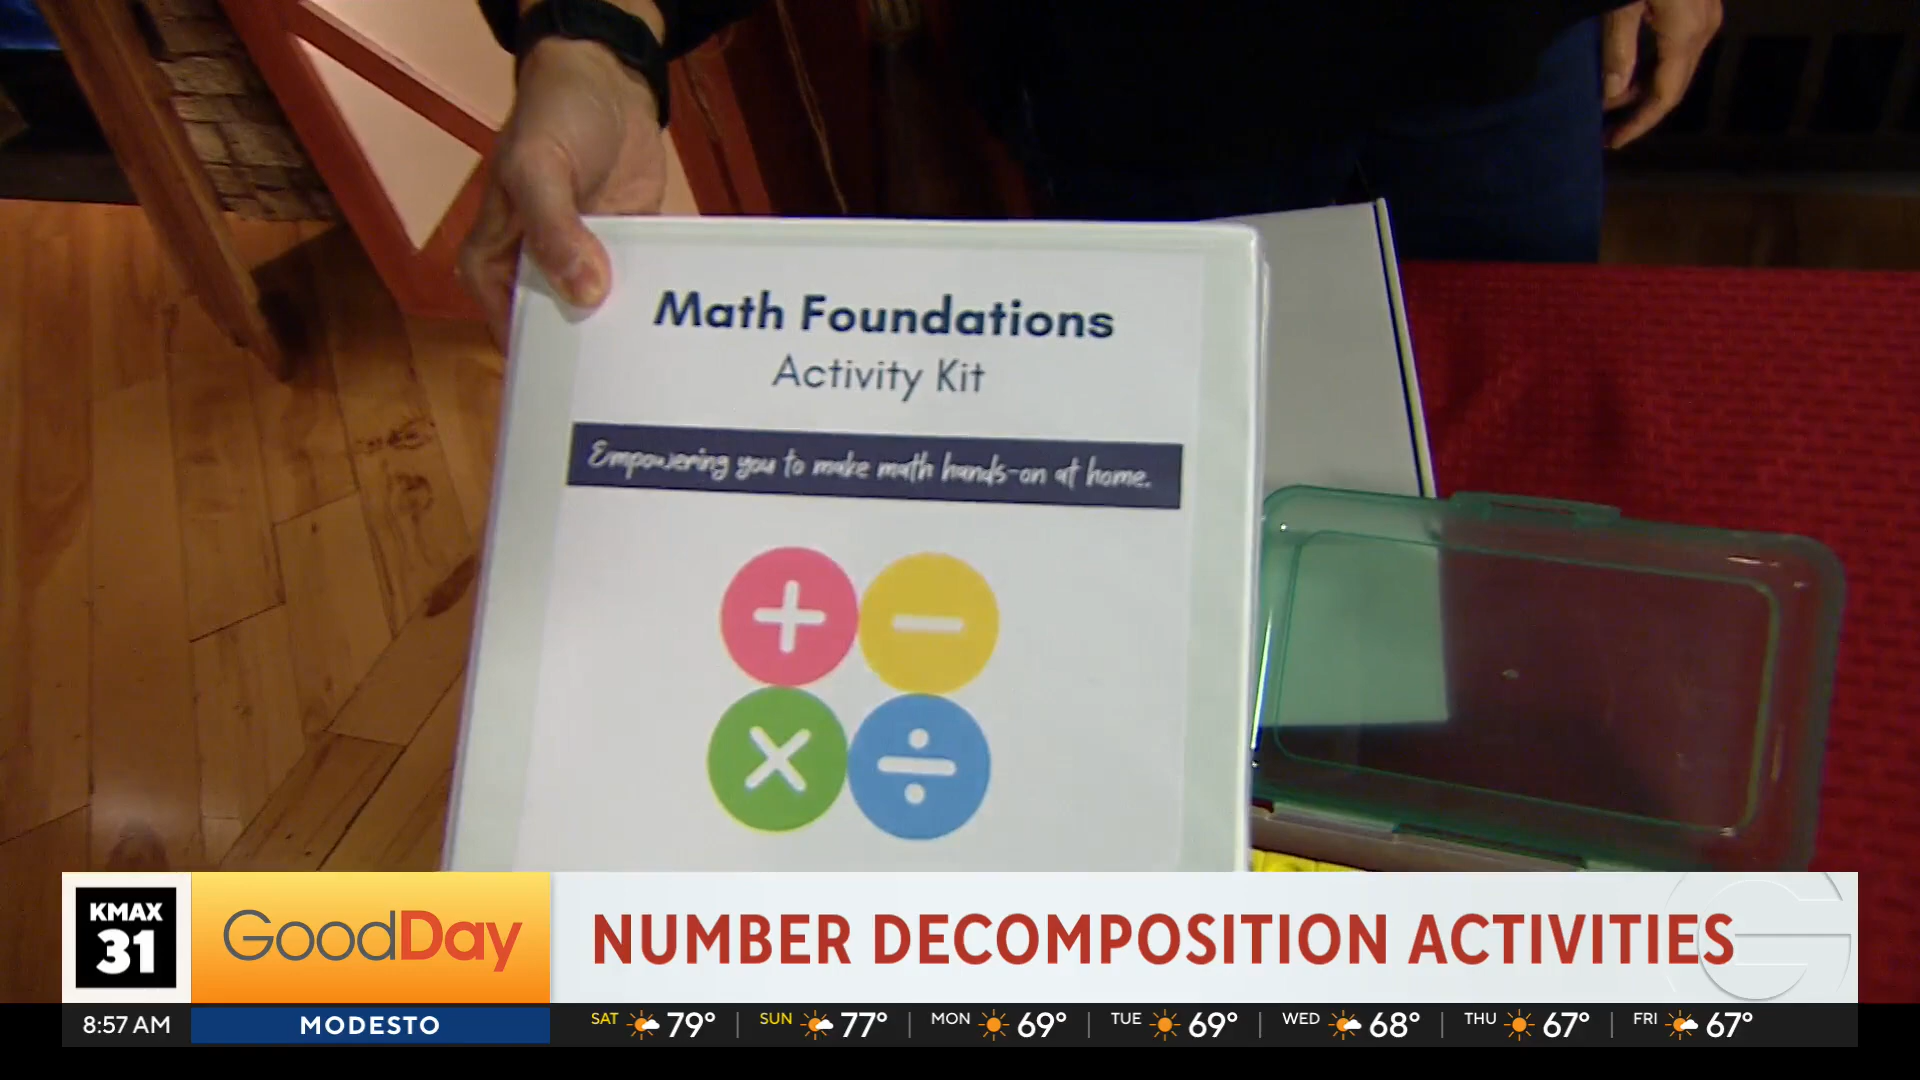 Math Foundations
Activity Kit
Empowering you to make math hands-on at home.
+ −
× ÷
KMAX
31
GoodDay
NUMBER DECOMPOSITION ACTIVITIES
8:57 AM
MODESTO
SAT 79° | SUN 77° | MON 69° | TUE 69° | WED 68° | THU 67° | FRI 67°